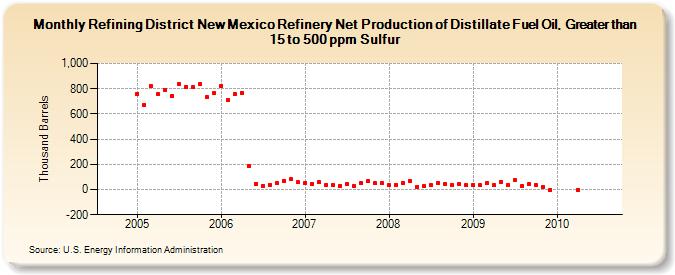 Monthly Refining District New Mexico Refinery Net Production of Distillate Fuel Oil, Greater than
15 to 500 ppm Sulfur
Thousand Barrels
1,000
800
600
400
200
0
-200
2005 2006 2007 2008 2009 2010
Source: U.S. Energy Information Administration